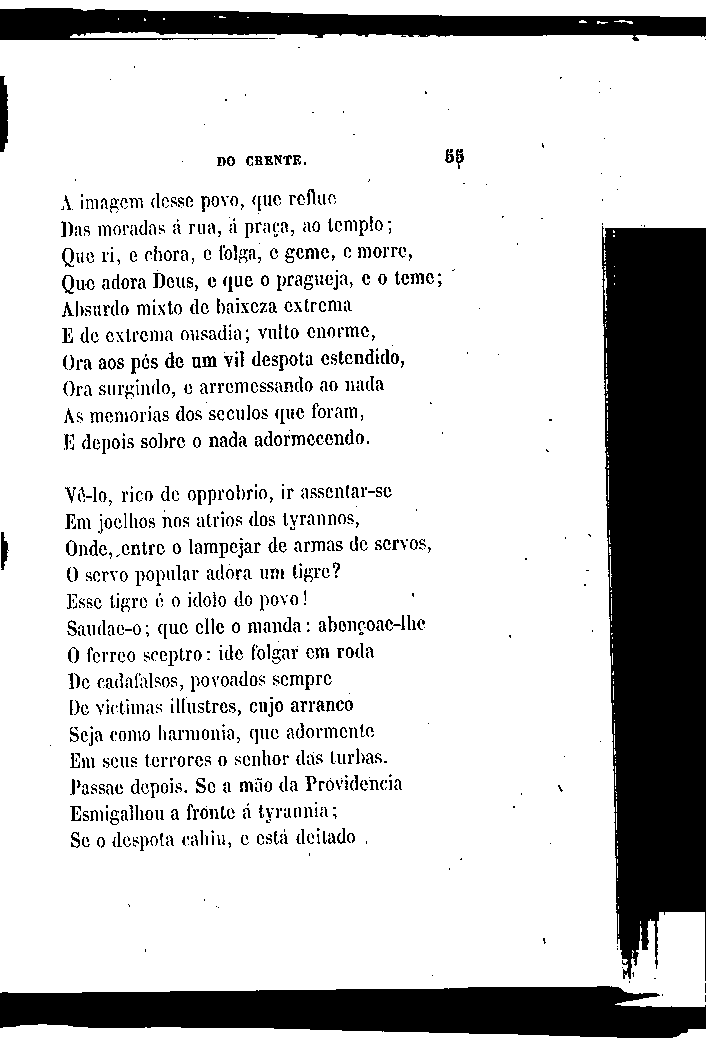 DO CRENTE. 55
A imagem desse povo, que reflue
Das moradas á rua, á praça, ao templo;
Que ri, e chora, e folga, e geme, e morre,
Que adora Deus, e que o pragueja, e o teme;
Absurdo mixto de baixeza extrema
E de extrema ousadia; vulto enorme,
Ora aos pés de um vil despota estendido,
Ora surgindo, e arremessando ao nada
As memorias dos seculos que foram,
E depois sobre o nada adormecendo.
Vê-lo, rico de opprobrio, ir assentar-se
Em joelhos nos atrios dos tyrannos,
Onde, entre o lampejar de armas de servos,
O servo popular adora um tigre?
Esse tigre é o idolo do povo!
Saudae-o; que elle o manda: abençoae-lhe
O ferreo sceptro: ide folgar em roda
De cadafalsos, povoados sempre
De victimas illustres, cujo arranco
Seja como harmonia, que adormente
Em seus terrores o senhor das turbas.
Passae depois. Se a mão da Providencia
Esmigalhou a fronte á tyrannia;
Se o despota cahiu, e está deitado